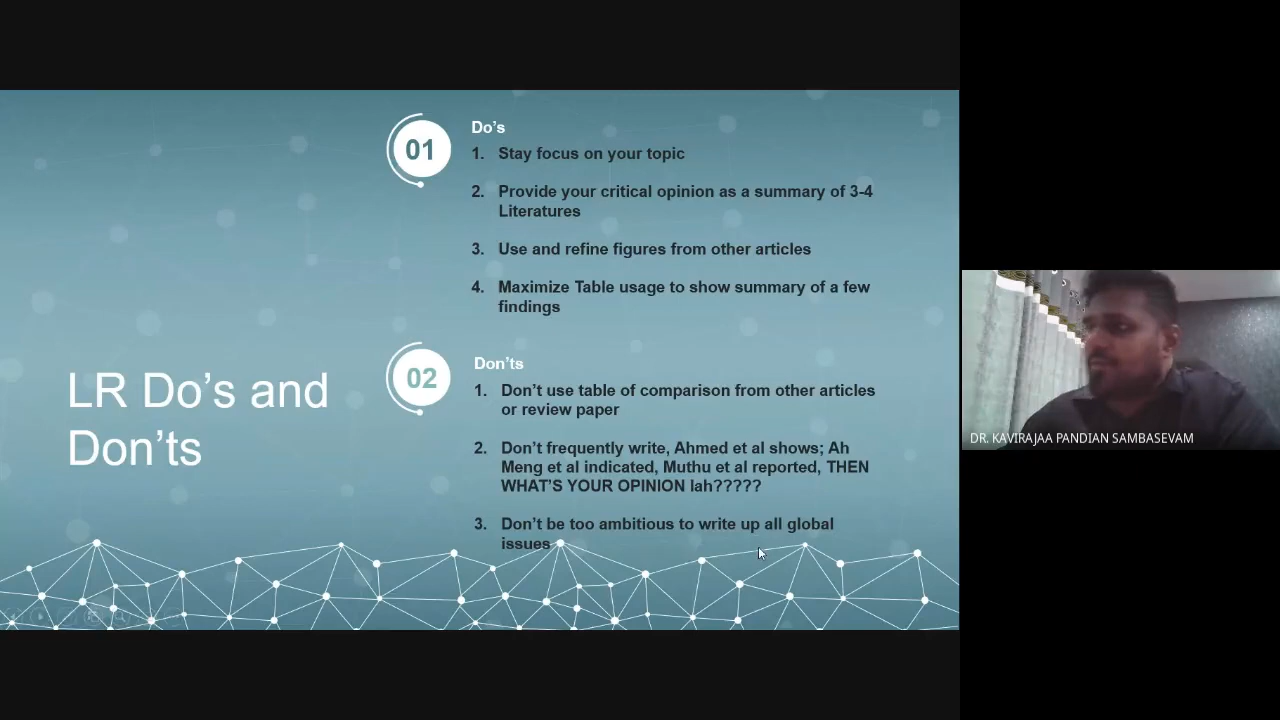 LR Do's and
Don'ts
01
Do's
1. Stay focus on your topic
2. Provide your critical opinion as a summary of 3-4
Literatures
3. Use and refine figures from other articles
4. Maximize Table usage to show summary of a few
findings
02
Don'ts
1. Don't use table of comparison from other articles
or review paper
2. Don't frequently write, Ahmed et al shows; Ah
Meng et al indicated, Muthu et al reported, THEN
WHAT'S YOUR OPINION lah?????
3. Don't be too ambitious to write up all global
issues
DR. KAVIRAJAA PANDIAN SAMBASEVAM